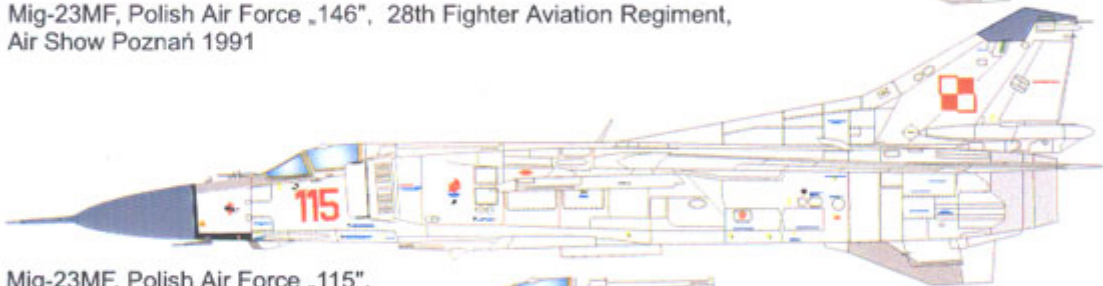 Mig-23MF, Polish Air Force „146”, 28th Fighter Aviation Regiment,
Air Show Poznań 1991
115
Mig-23MF, Polish Air Force „115”,